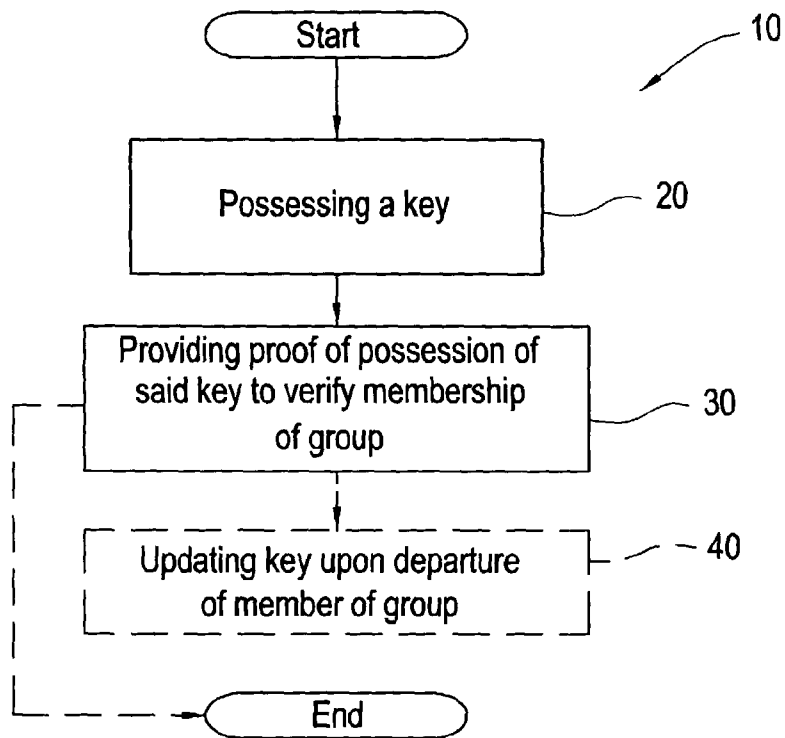 Start
10
Possessing a key
20
Providing proof of possession of
said key to verify membership
of group
30
Updating key upon departure
of member of group
40
End